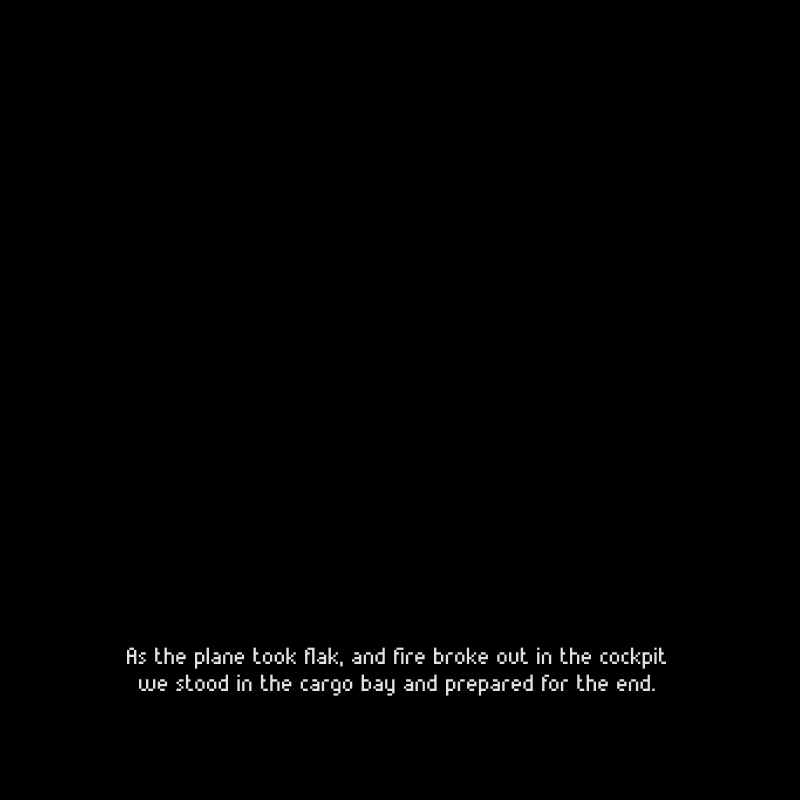 As the plane took flak, and fire broke out in the cockpit
we stood in the cargo bay and prepared for the end.